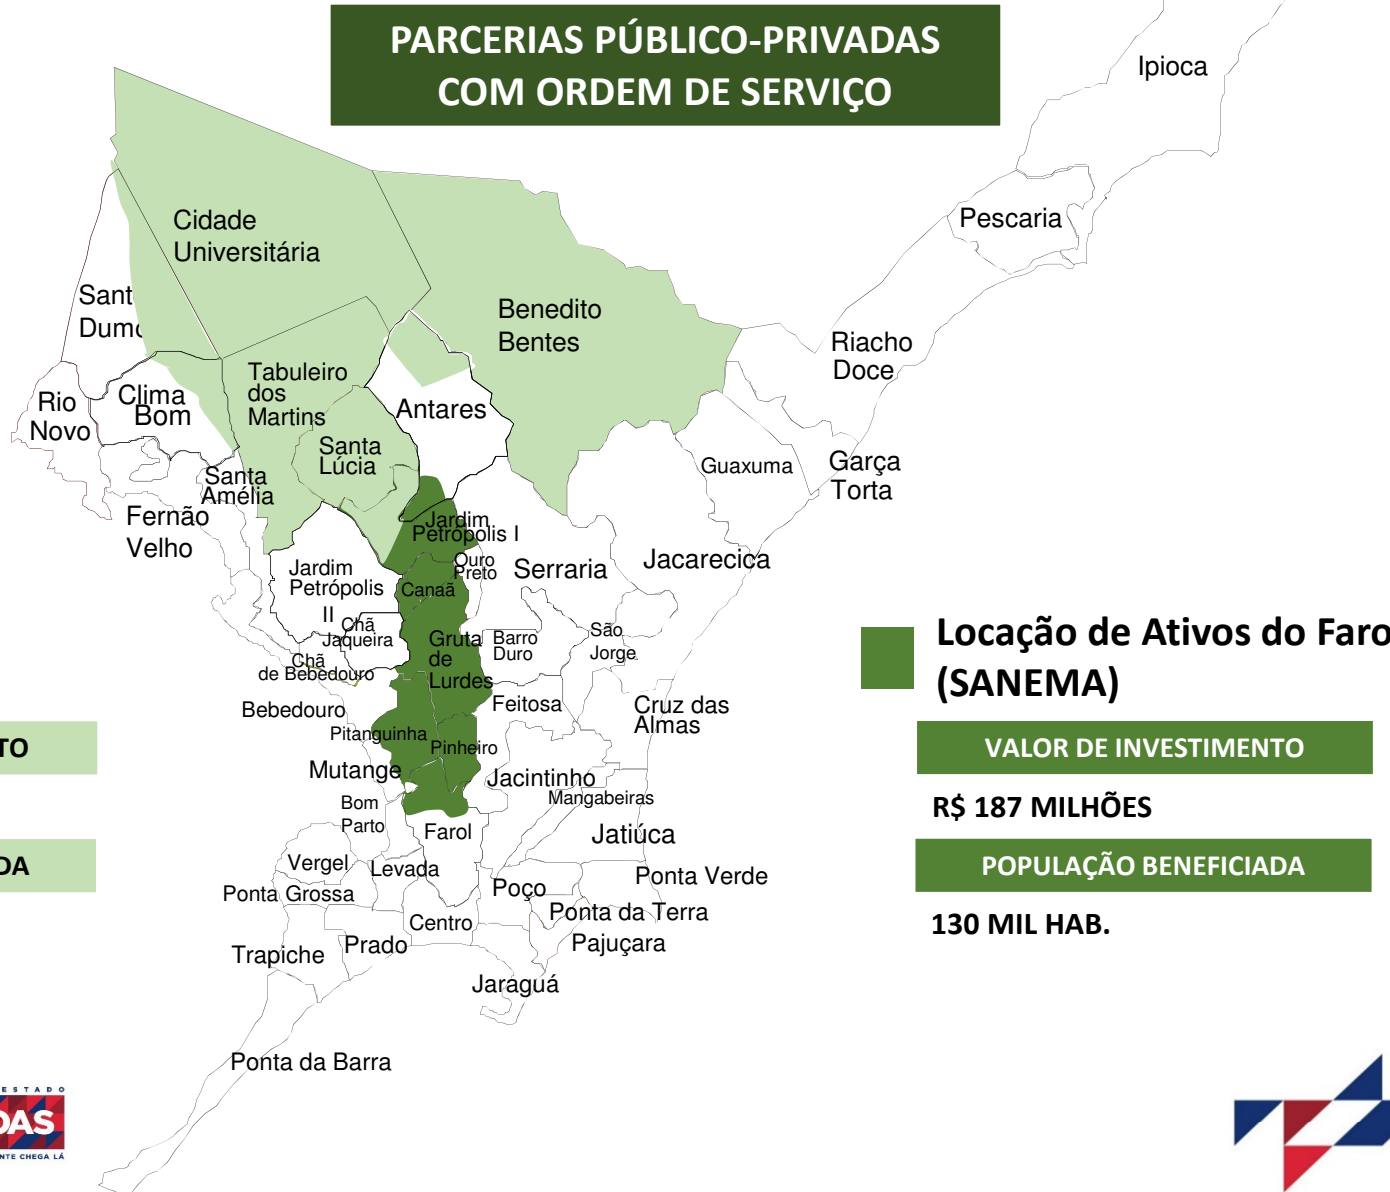 PARCERIAS PÚBLICO-PRIVADAS
COM ORDEM DE SERVIÇO
Ipioca
Pescaria
Cidade
Universitária
Sant
Dumo
Benedito
Bentes
Riacho
Doce
Tabuleiro
dos
Martins
Clima
Bom
Rio
Novo
Antares
Santa
Lúcia
Guaxuma
Garça
Torta
Santa
Amélia
Fernão
Velho
Jardim
Petrópolis I
Ouro
Preto
Serraria
Jacarecica
Jardim
Petrópolis
II
Canaã
Chã
Jaqueira
Gruta
de
Lurdes
Barro
Duro
São
Jorge
Chã
de Bebedouro
Bebedouro
Feitosa
Cruz das
Almas
Pitanguinha
Pinheiro
Mutange
Jacintinho
Mangabeiras
Bom
Parto
Farol
Jatiúca
Vergel
Levada
Ponta Verde
Ponta Grossa
Poço
Centro
Ponta da Terra
Prado
Pajuçara
Trapiche
Jaraguá
Ponta da Barra
Locação de Ativos do Faro
(SANEMA)
VALOR DE INVESTIMENTO
R$ 187 MILHÕES
POPULAÇÃO BENEFICIADA
130 MIL HAB.
TO
DA
ESTADO
OAS
NTE CHEGA LÁ